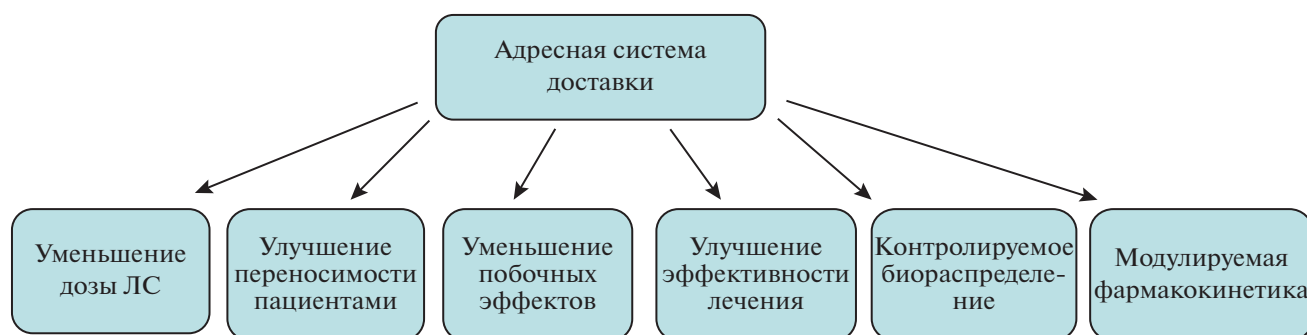 Адресная система
доставки
Уменьшение
дозы ЛС
Улучшение
переносимости
пациентами
Уменьшение
побочных
эффектов
Улучшение
эффективности
лечения
Контролируемое
биораспределе-
ние
Модулируемая
фармакокинетика